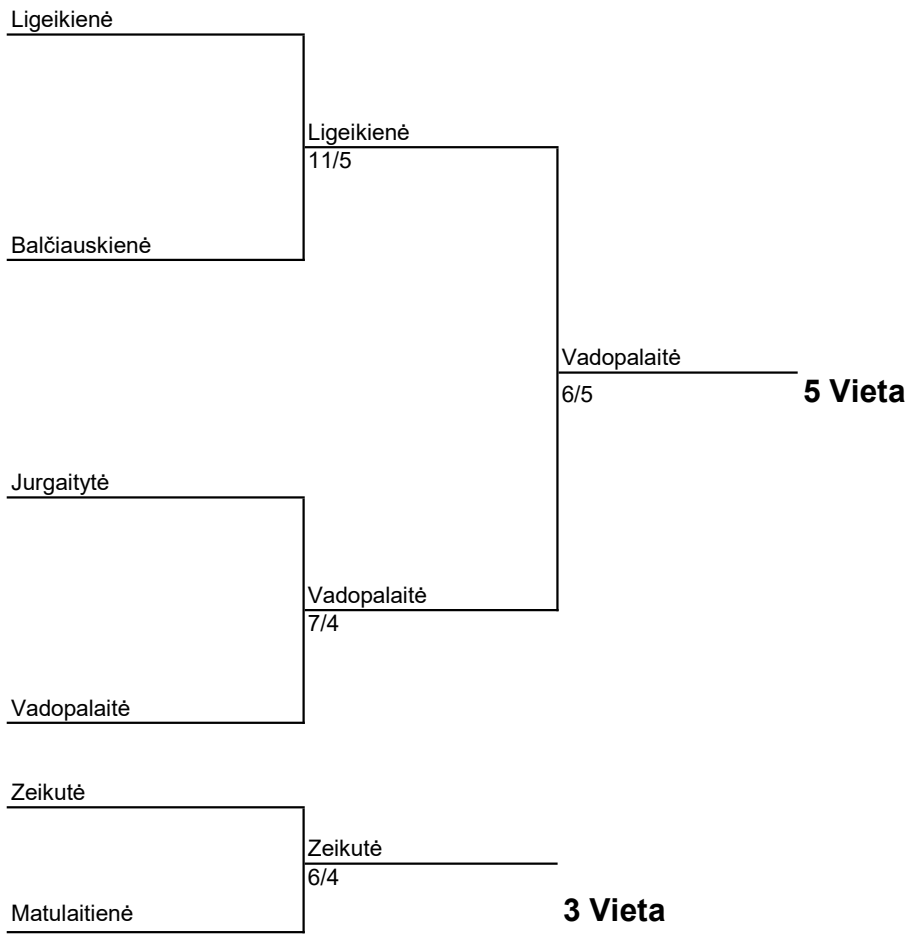 Ligeikienė
Ligeikienė
11/5
Balčiauskienė
Vadopalaitė
6/5
5 Vieta
Jurgaitytė
Vadopalaitė
7/4
Vadopalaitė
Zeikutė
Zeikutė
6/4
Matulaitienė
3 Vieta